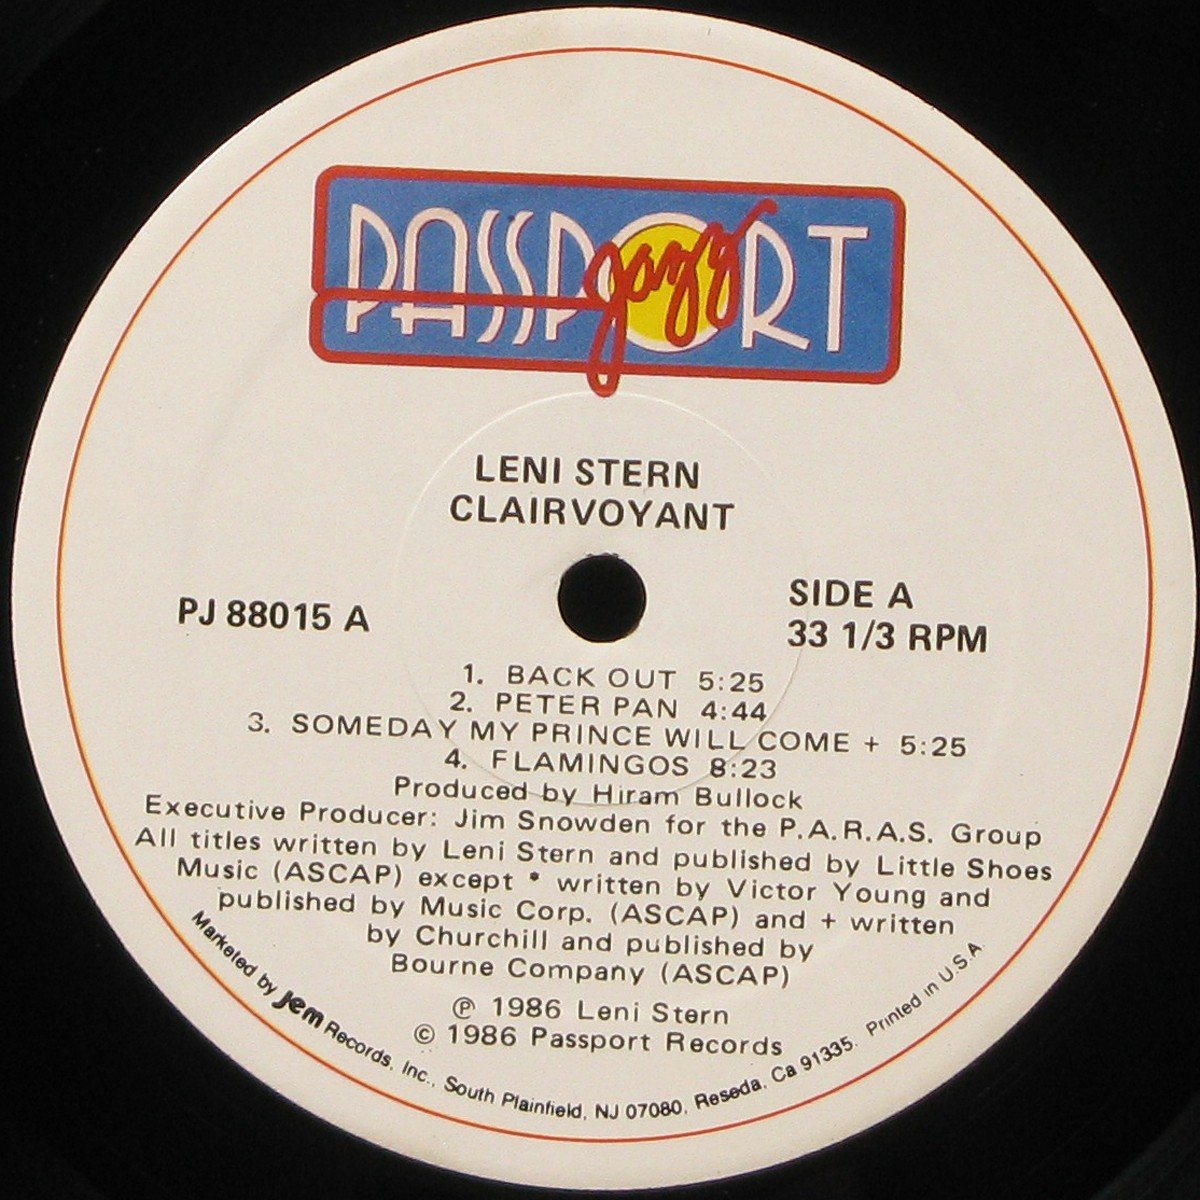 PASSPORT
jazz
LENI STERN
CLAIRVOYANT
PJ 88015 A
SIDE A
33 1/3 RPM
1. BACK OUT 5:25
2. PETER PAN 4:44
3. SOMEDAY MY PRINCE WILL COME + 5:25
4. FLAMINGOS 8:23
Produced by Hiram Bullock
Executive Producer: Jim Snowden for the P.A.R.A.S. Group
All titles written by Leni Stern and published by Little Shoes
Music (ASCAP) except * written by Victor Young and
published by Music Corp. (ASCAP) and + written
by Churchill and published by
Bourne Company (ASCAP)
℗ 1986 Leni Stern
© 1986 Passport Records
Marketed by Jem Records, Inc., South Plainfield, NJ 07080, Reseda, Ca 91335. Printed in U.S.A.